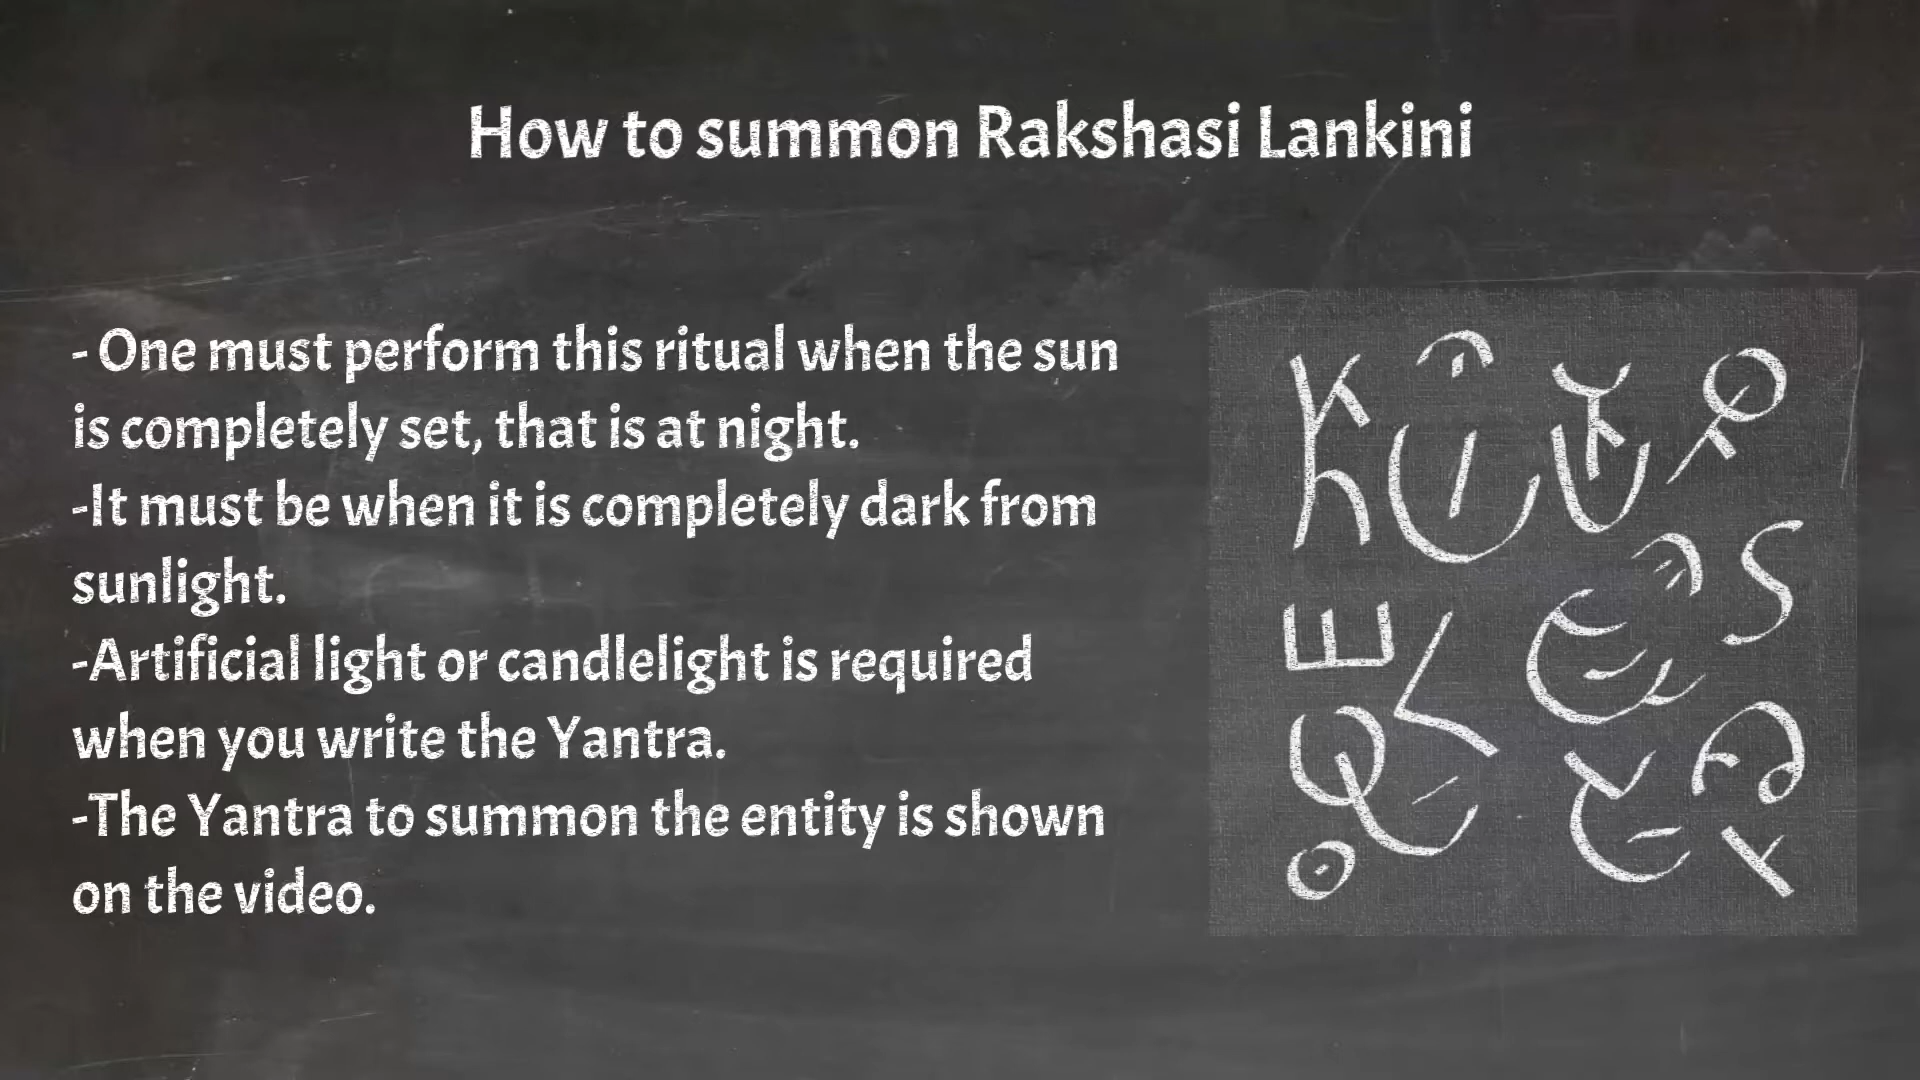 How to summon Rakshasi Lankini
- One must perform this ritual when the sun
is completely set, that is at night.
-It must be when it is completely dark from
sunlight.
-Artificial light or candlelight is required
when you write the Yantra.
-The Yantra to summon the entity is shown
on the video.